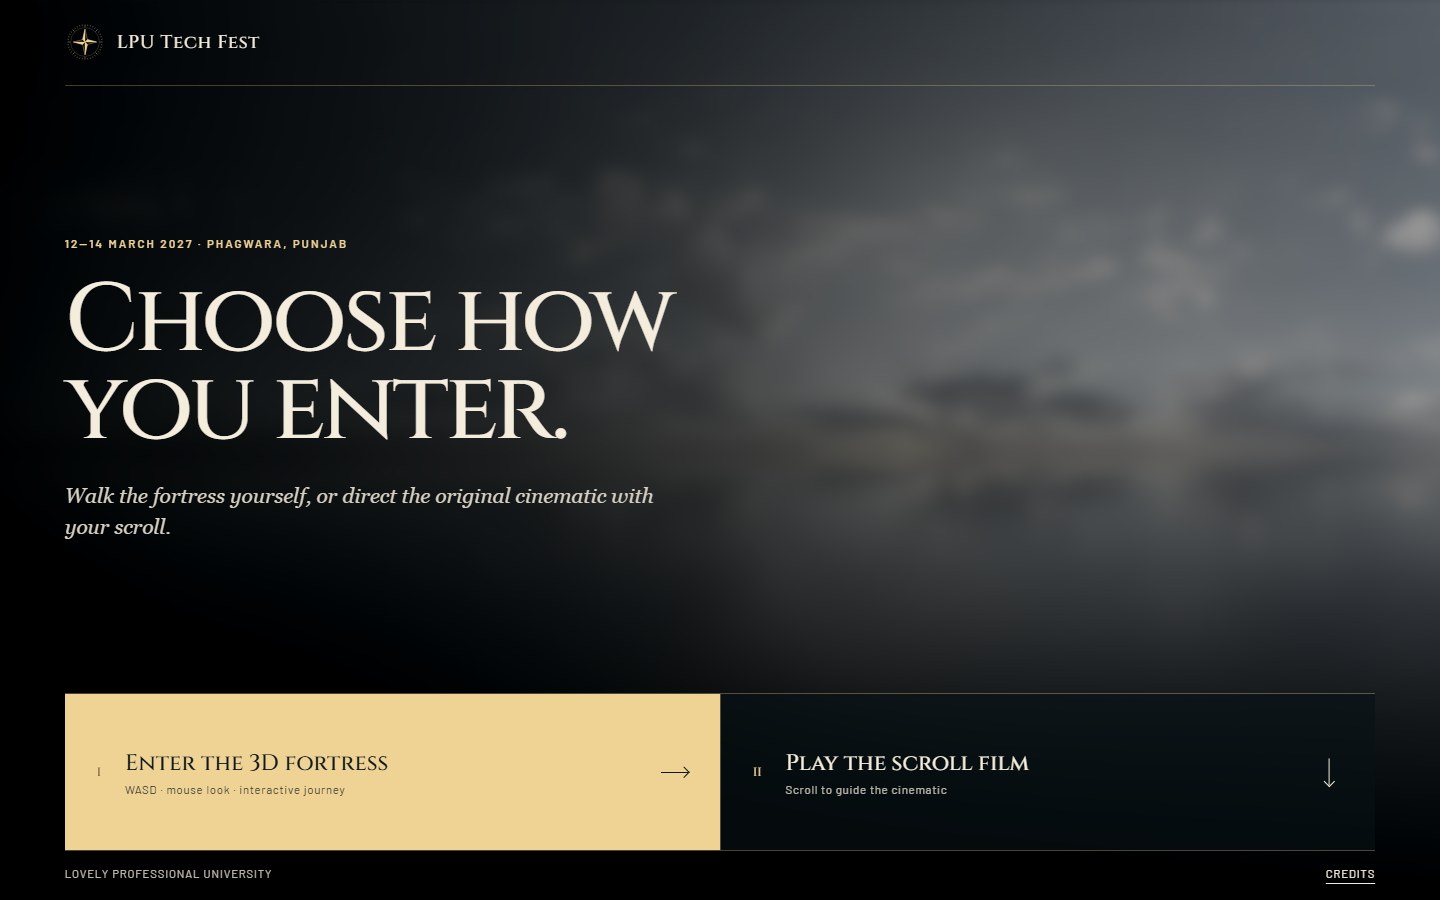 LPU Tech Fest
12–14 MARCH 2027 · PHAGWARA, PUNJAB
Choose how
you enter.
Walk the fortress yourself, or direct the original cinematic with
your scroll.
I
Enter the 3D fortress
WASD · mouse look · interactive journey
II
Play the scroll film
Scroll to guide the cinematic
LOVELY PROFESSIONAL UNIVERSITY
CREDITS